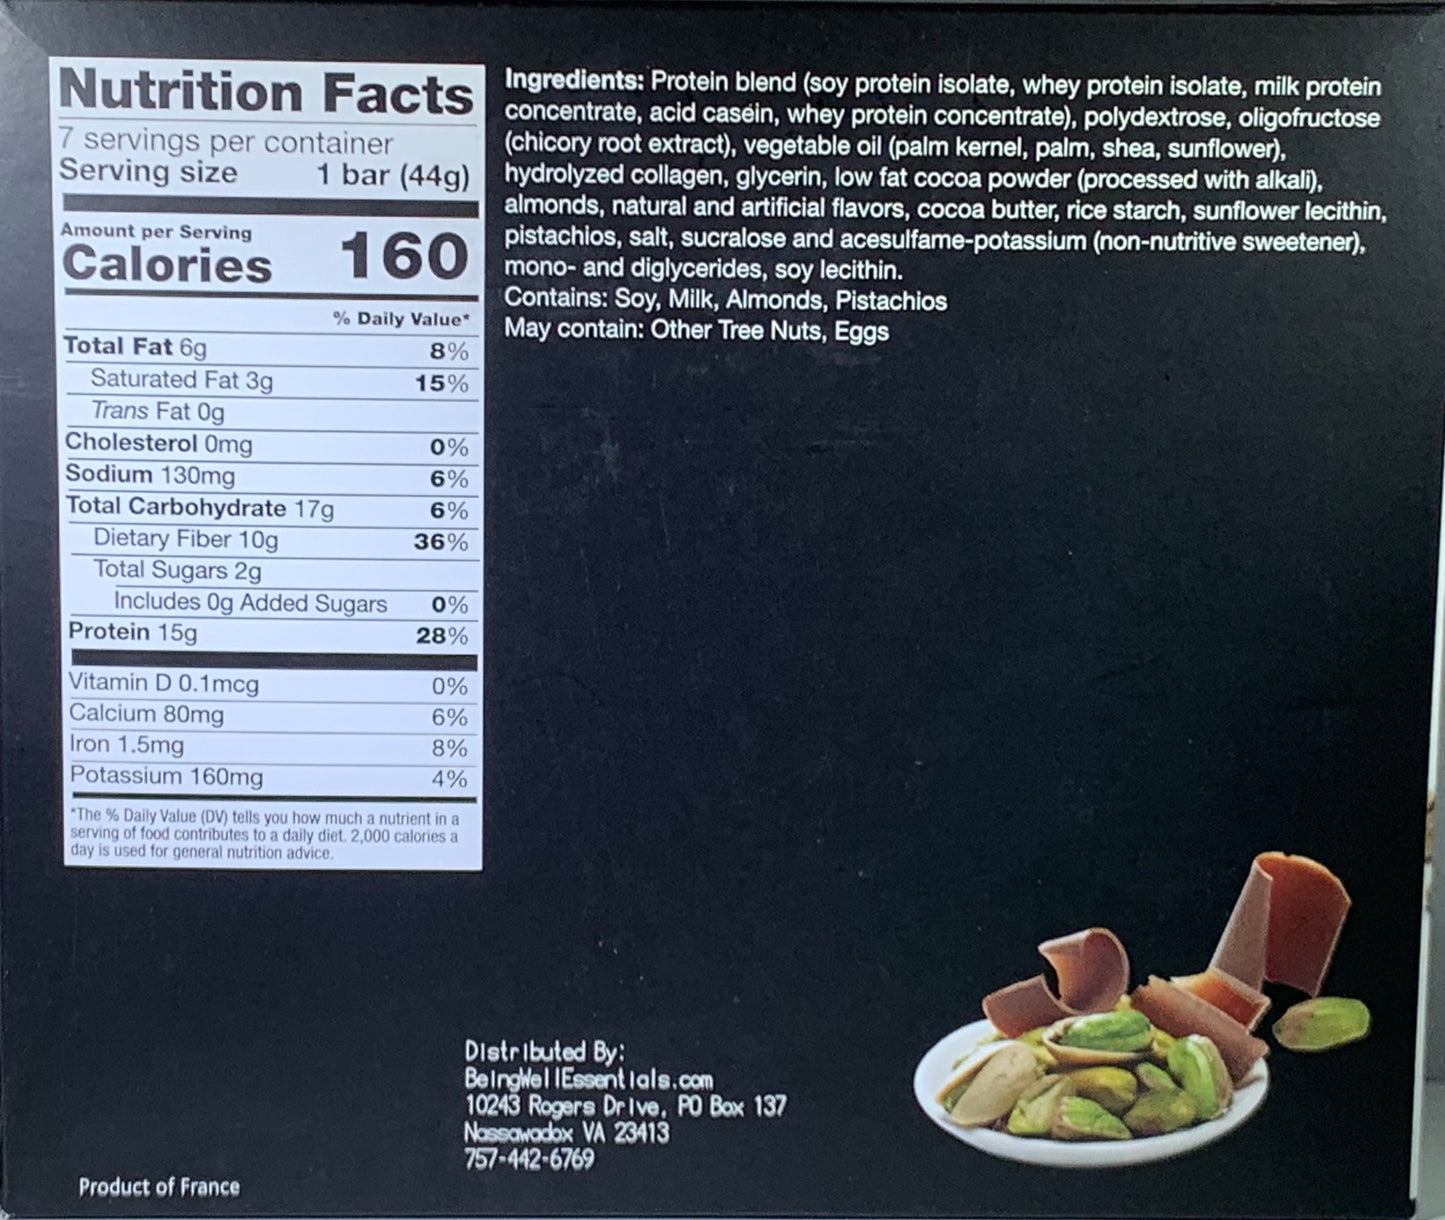 Nutrition Facts
7 servings per container
Serving size 1 bar (44g)
Amount per Serving
Calories 160
% Daily Value*
Total Fat 6g 8%
Saturated Fat 3g 15%
Trans Fat 0g
Cholesterol 0mg 0%
Sodium 130mg 6%
Total Carbohydrate 17g 6%
Dietary Fiber 10g 36%
Total Sugars 2g
Includes 0g Added Sugars 0%
Protein 15g 28%
Vitamin D 0.1mcg 0%
Calcium 80mg 6%
Iron 1.5mg 8%
Potassium 160mg 4%
*The % Daily Value (DV) tells you how much a nutrient in a
serving of food contributes to a daily diet. 2,000 calories a
day is used for general nutrition advice.
Ingredients: Protein blend (soy protein isolate, whey protein isolate, milk protein
concentrate, acid casein, whey protein concentrate), polydextrose, oligofructose
(chicory root extract), vegetable oil (palm kernel, palm, shea, sunflower),
hydrolyzed collagen, glycerin, low fat cocoa powder (processed with alkali),
almonds, natural and artificial flavors, cocoa butter, rice starch, sunflower lecithin,
pistachios, salt, sucralose and acesulfame-potassium (non-nutritive sweetener),
mono- and diglycerides, soy lecithin.
Contains: Soy, Milk, Almonds, Pistachios
May contain: Other Tree Nuts, Eggs
Distributed By:
BeingWellEssentials.com
10243 Rogers Drive, PO Box 137
Nassawadox VA 23413
757-442-6769
Product of France